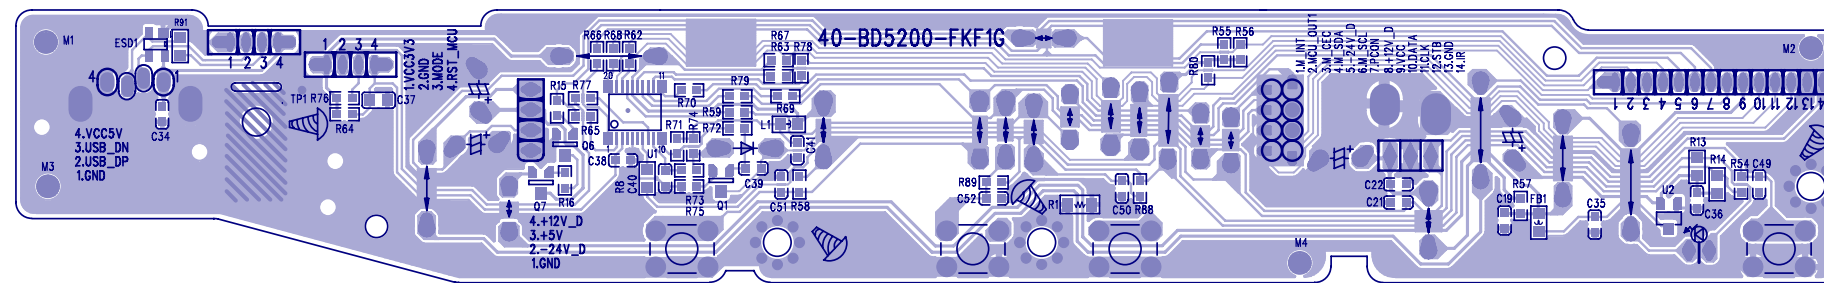 M1
ESD1
R91
4
1
1 2 3 4
1 2 3 4
1.VCC3V3
2.GND
3.MODE
4.RST_MCU
TP1
R76
C37
R64
C34
4.VCC5V
3.USB_DN
2.USB_DP
1.GND
M3
R66
R68
R62
R67
R63
R78
40-BD5200-FKF1G
R15
R77
20
11
R70
R79
R59
R72
R69
L1
R65
Q6
R71
R74
1
10
C38
U1
R8
C40
C39
C41
R73
R75
Q1
C51
R58
Q7
R16
4.+12V_D
3.+5V
2.-24V_D
1.GND
R89
C52
R1
C50
R88
R55
R56
R80
1.M_INT
2.MCU_OUT1
3.M_CEC
4.M_SDA
5.-24V_D
6.M_SCL
7.PCON
8.+12V_D
9.VCC
10.DATA
11.CLK
12.STB
13.GND
14.IR
C22
C21
M4
C19
R57
FB1
C35
U2
R13
R14
R54
C49
C36
M2
1 2 3 4 5 6 7 8 9 10 11 12 13 14